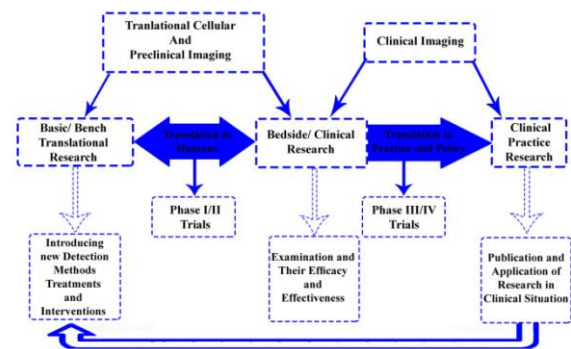 Tranlational Cellular
And
Preclinical Imaging
Clinical Imaging
Basic/ Bench
Translational
Research
Translation to
Humans
Bedside/ Clinical
Research
Translation to
Practice and Policy
Clinical
Practice
Research
Phase I/II
Trials
Phase III/IV
Trials
Introducing
new Detection
Methods
Treatments
and
Interventions
Examination and
Their Efficacy
and
Effectiveness
Publication and
Application of
Research in
Clinical Situation